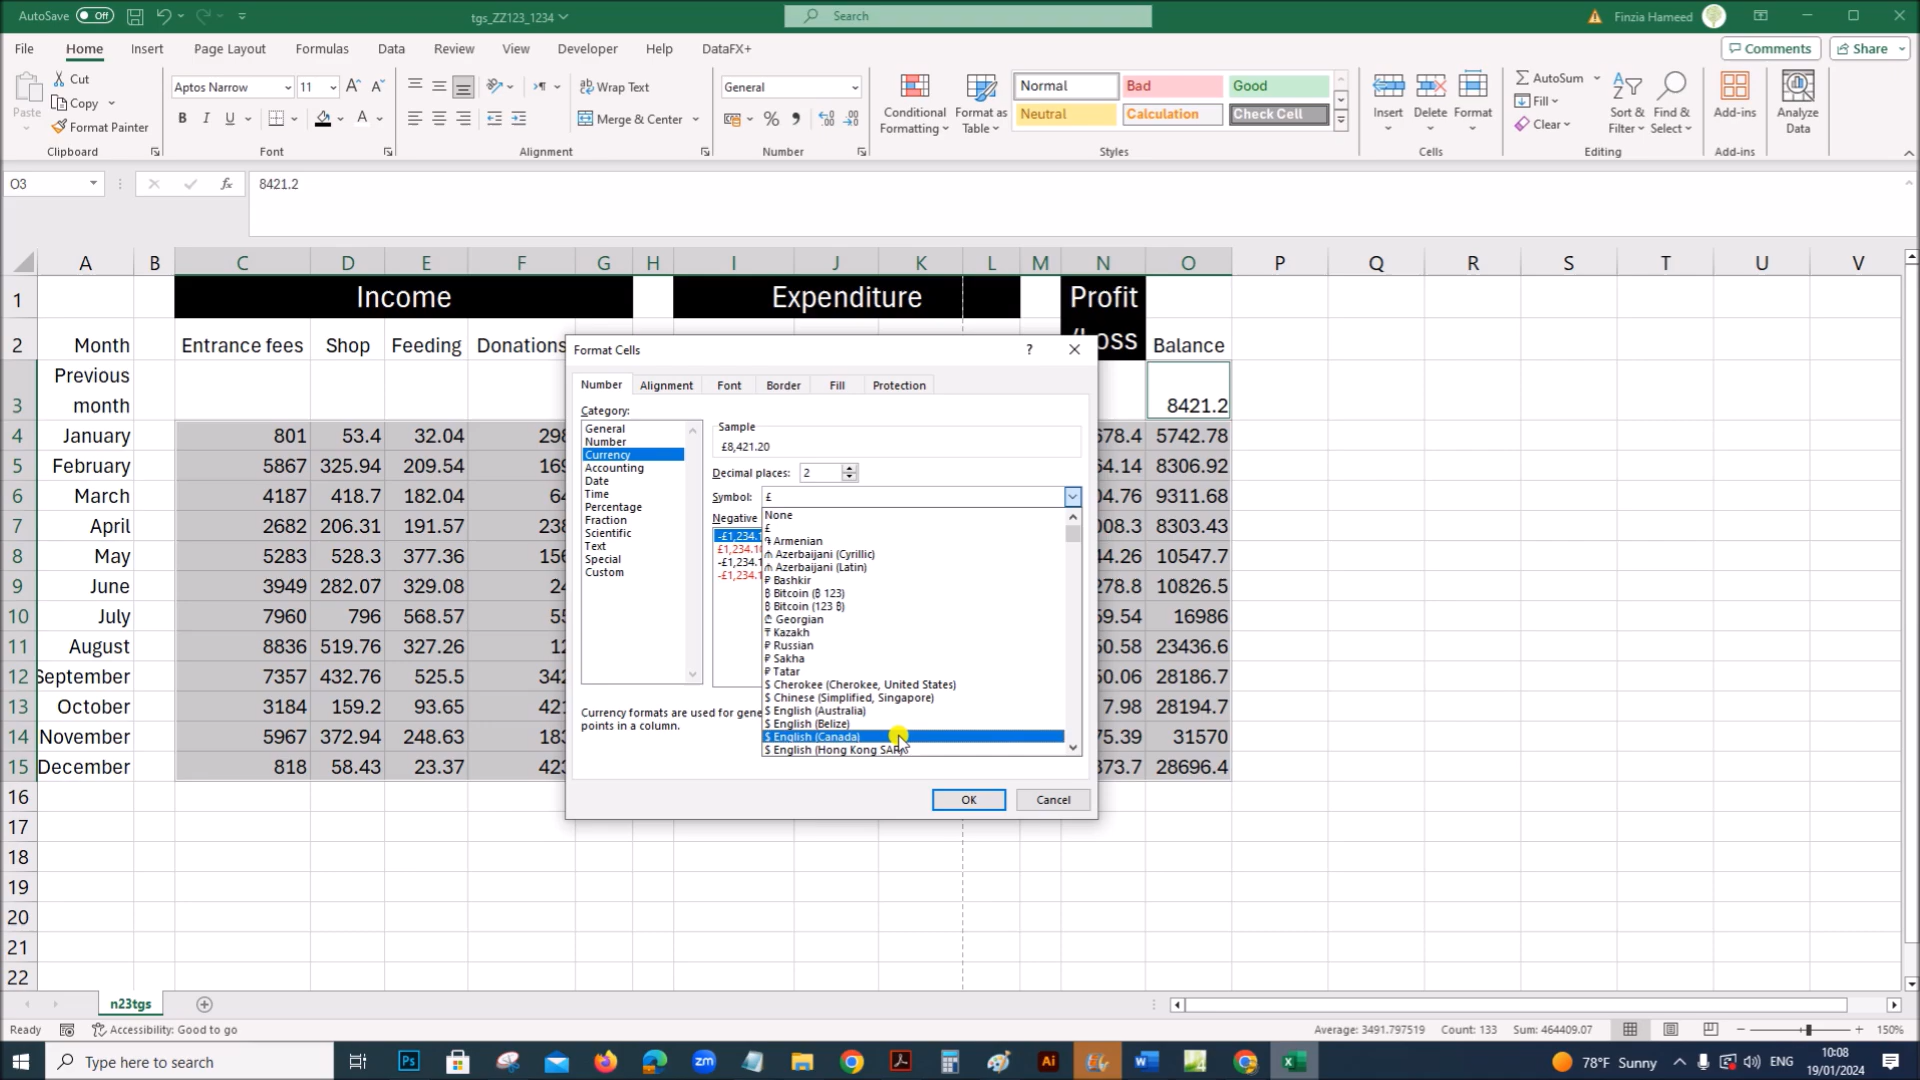 AutoSave Off tgs_ZZ123_1234 Search Finzia Hameed
File Home Insert Page Layout Formulas Data Review View Developer Help DataFX+ Comments Share
Paste Cut Copy Format Painter Clipboard
Aptos Narrow 11 B I U A Font
Wrap Text Merge & Center Alignment
General % Number
Conditional Formatting Format as Table Normal Bad Good Neutral Calculation Check Cell Styles
Insert Delete Format Cells
AutoSum Fill Clear Sort & Filter Find & Select Editing
Add-ins Add-ins Analyze Data
O3 fx 8421.2
A B C D E F G H I J K L M N O P Q R S T U V
1 Income Expenditure Profit
2 Month Entrance fees Shop Feeding Donations /Loss Balance
3 Previous month 8421.2
4 January 801 53.4 32.04 298 678.4 5742.78
5 February 5867 325.94 209.54 169 64.14 8306.92
6 March 4187 418.7 182.04 64 04.76 9311.68
7 April 2682 206.31 191.57 238 008.3 8303.43
8 May 5283 528.3 377.36 156 44.26 10547.7
9 June 3949 282.07 329.08 24 278.8 10826.5
10 July 7960 796 568.57 55 59.54 16986
11 August 8836 519.76 327.26 12 50.58 23436.6
12 September 7357 432.76 525.5 342 50.06 28186.7
13 October 3184 159.2 93.65 421 7.98 28194.7
14 November 5967 372.94 248.63 183 75.39 31570
15 December 818 58.43 23.37 423 373.7 28696.4
16
17
18
19
20
21
22
Format Cells ?
Number Alignment Font Border Fill Protection
Category:
General
Number
Currency
Accounting
Date
Time
Percentage
Fraction
Scientific
Text
Special
Custom
Sample
£8,421.20
Decimal places: 2
Symbol: £
Negative
-£1,234.1
£1,234.10
-£1,234.1
-£1,234.1
None
£
֏ Armenian
₼ Azerbaijani (Cyrillic)
₼ Azerbaijani (Latin)
₽ Bashkir
₿ Bitcoin (₿ 123)
₿ Bitcoin (123 ₿)
₾ Georgian
₸ Kazakh
₽ Russian
₽ Sakha
₽ Tatar
$ Cherokee (Cherokee, United States)
$ Chinese (Simplified, Singapore)
$ English (Australia)
$ English (Belize)
$ English (Canada)
$ English (Hong Kong SAR)
Currency formats are used for gene
points in a column.
OK Cancel
n23tgs
Ready Accessibility: Good to go Average: 3491.797519 Count: 133 Sum: 464409.07 150%
Type here to search Ps zm Ai 78°F Sunny ENG 10:08
19/01/2024